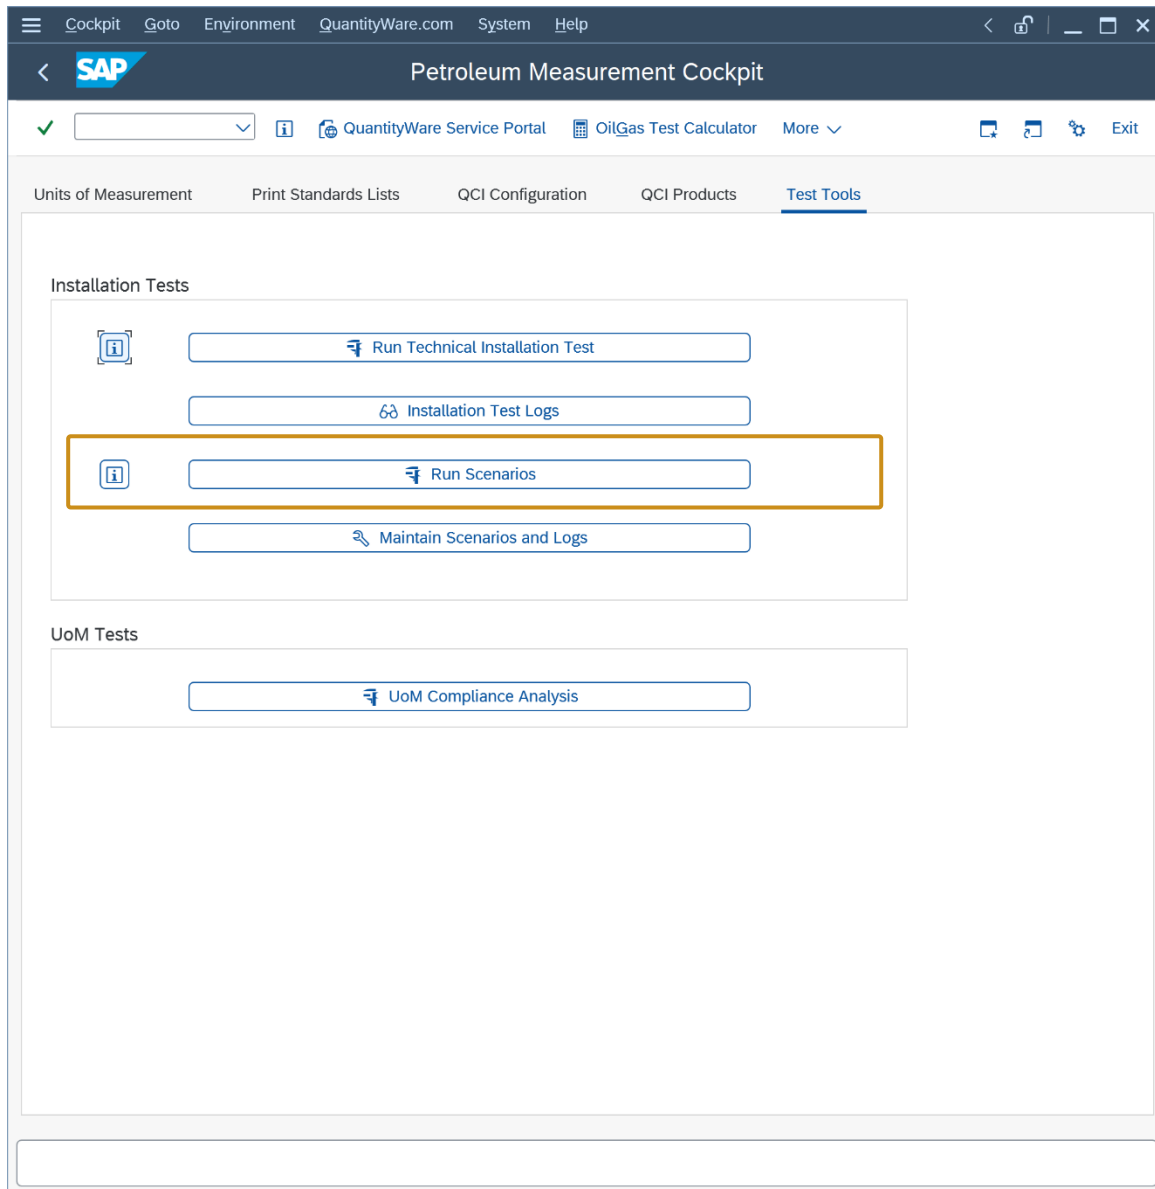 Cockpit Goto Environment QuantityWare.com System Help
SAP Petroleum Measurement Cockpit
QuantityWare Service Portal OilGas Test Calculator More Exit
Units of Measurement Print Standards Lists QCI Configuration QCI Products Test Tools
Installation Tests
Run Technical Installation Test
Installation Test Logs
Run Scenarios
Maintain Scenarios and Logs
UoM Tests
UoM Compliance Analysis